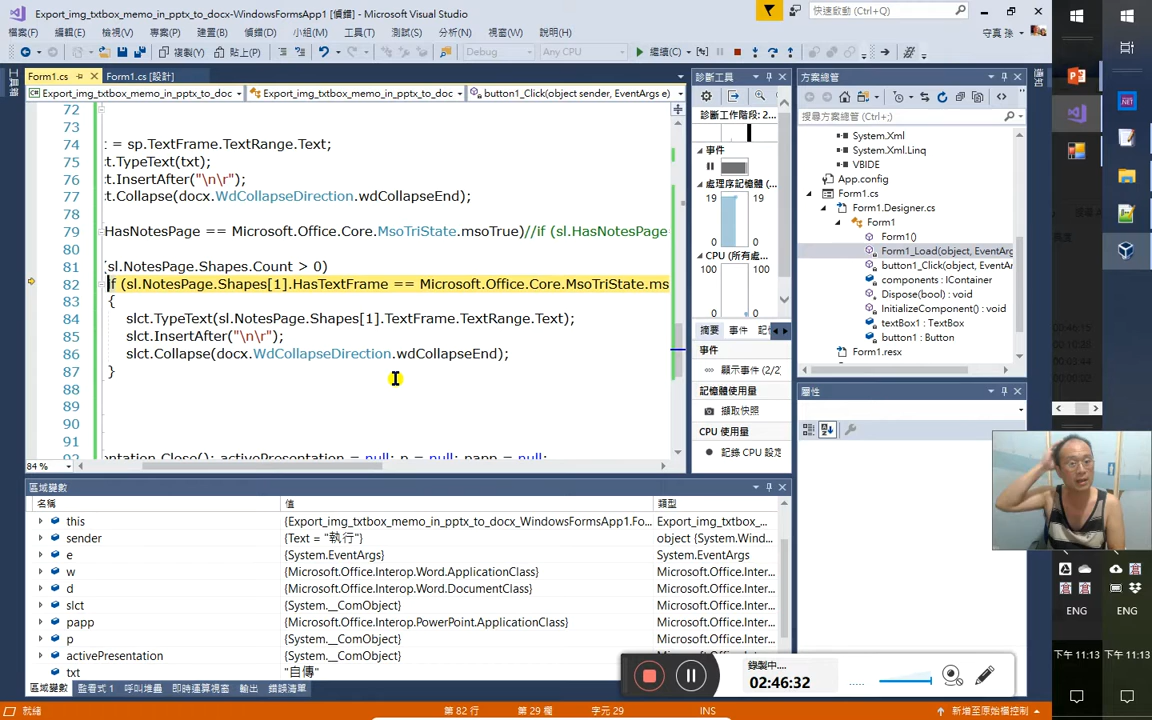 Export_img_txtbox_memo_in_pptx_to_docx-WindowsFormsApp1 (偵錯) - Microsoft Visual Studio
快速啟動 (Ctrl+Q)
檔案(F) 編輯(E) 檢視(V) 專案(P) 建置(B) 偵錯(D) 小組(M) 工具(T) 測試(S) 分析(N) 視窗(W) 說明(H)
守真 孫
複製(Y) 貼上(P) Debug Any CPU 繼續(C)
Form1.cs Form1.cs [設計]
Export_img_txtbox_memo_in_pptx_to_doc Export_img_txtbox_memo_in_pptx_to_doc button1_Click(object sender, EventArgs e)
72
73
74 t = sp.TextFrame.TextRange.Text;
75 t.TypeText(txt);
76 t.InsertAfter("\n\r");
77 t.Collapse(docx.WdCollapseDirection.wdCollapseEnd);
78
79 HasNotesPage == Microsoft.Office.Core.MsoTriState.msoTrue)//if (sl.HasNotesPage
80
81 (sl.NotesPage.Shapes.Count > 0)
82 if (sl.NotesPage.Shapes[1].HasTextFrame == Microsoft.Office.Core.MsoTriState.ms
83 {
84 slct.TypeText(sl.NotesPage.Shapes[1].TextFrame.TextRange.Text);
85 slct.InsertAfter("\n\r");
86 slct.Collapse(docx.WdCollapseDirection.wdCollapseEnd);
87 }
88
89
90
91
92 entation.Close(); activePresentation = null; p = null; papp = null;
84 %
診斷工具
診斷工作階段: 2...
事件
處理序記憶體 (...
19 19
0 0
CPU (所有處...
100 100
0 0
摘要 事件 記
事件
顯示事件 (2/2)
記憶體使用量
擷取快照
CPU 使用量
記錄 CPU 設定
方案總管
搜尋方案總管 (Ctrl+;)
System.Xml
System.Xml.Linq
VBIDE
App.config
Form1.cs
Form1.Designer.cs
Form1
Form1()
Form1_Load(object, EventArg
button1_Click(object, EventAr
components : IContainer
Dispose(bool) : void
InitializeComponent() : void
textBox1 : TextBox
button1 : Button
Form1.resx
屬性
區域變數
名稱 值 類型
this {Export_img_txtbox_memo_in_pptx_to_docx_WindowsFormsApp1.Fo... Export_img_txtbox_...
sender {Text = "執行"} object {System.Wind...
e {System.EventArgs} System.EventArgs
w {Microsoft.Office.Interop.Word.ApplicationClass} Microsoft.Office.Inter...
d {Microsoft.Office.Interop.Word.DocumentClass} Microsoft.Office.Inter...
slct {System.__ComObject} Microsoft.Office.Inter...
papp {Microsoft.Office.Interop.PowerPoint.ApplicationClass} Microsoft.Office.Inter...
p {System.__ComObject} Microsoft.Office.Inter...
activePresentation {System.__ComObject} Microsoft.Office.Inter...
txt "自傳"
區域變數 監看式 1 呼叫堆疊 即時運算視窗 輸出 錯誤清單
錄製中....
02:46:32
就緒 第 82 行 第 29 欄 字元 29 INS 新增至原始檔控制
ENG ENG
下午 11:13 下午 11:13